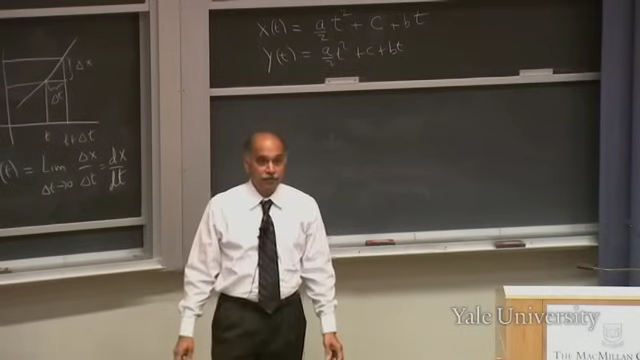 X(t) = a/2 t² + C + bt
Y(t) = a/2 t² + c + bt
Δx
Δt
t t+Δt
(t) = Lim Δt→0 Δx/Δt = dx/dt
Yale University
THE MACMILLAN C